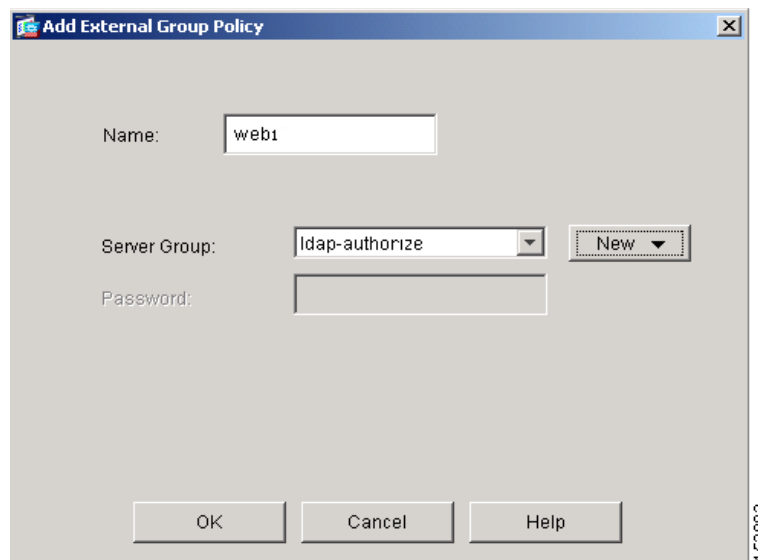 Add External Group Policy
Name: web1
Server Group: ldap-authorize New
Password:
OK Cancel Help